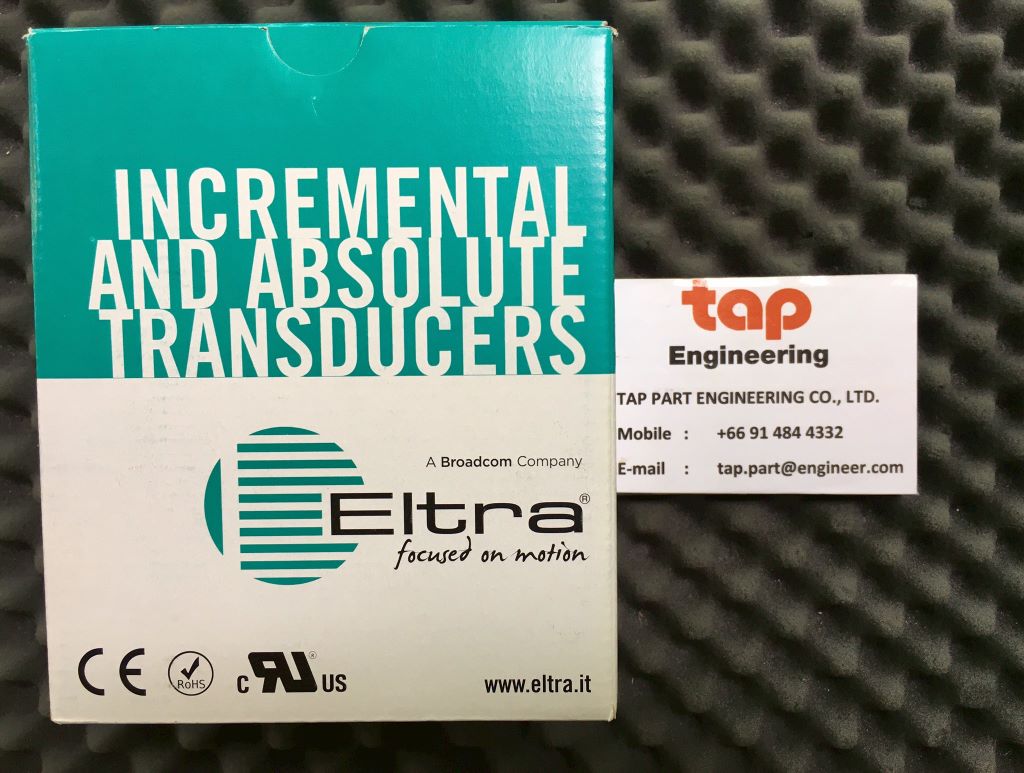 INCREMENTAL
AND ABSOLUTE
TRANSDUCERS
A Broadcom Company
Eltra®
focused on motion
CE
RoHS
c RU® US
www.eltra.it
tap
Engineering
TAP PART ENGINEERING CO., LTD.
Mobile : +66 91 484 4332
E-mail : tap.part@engineer.com